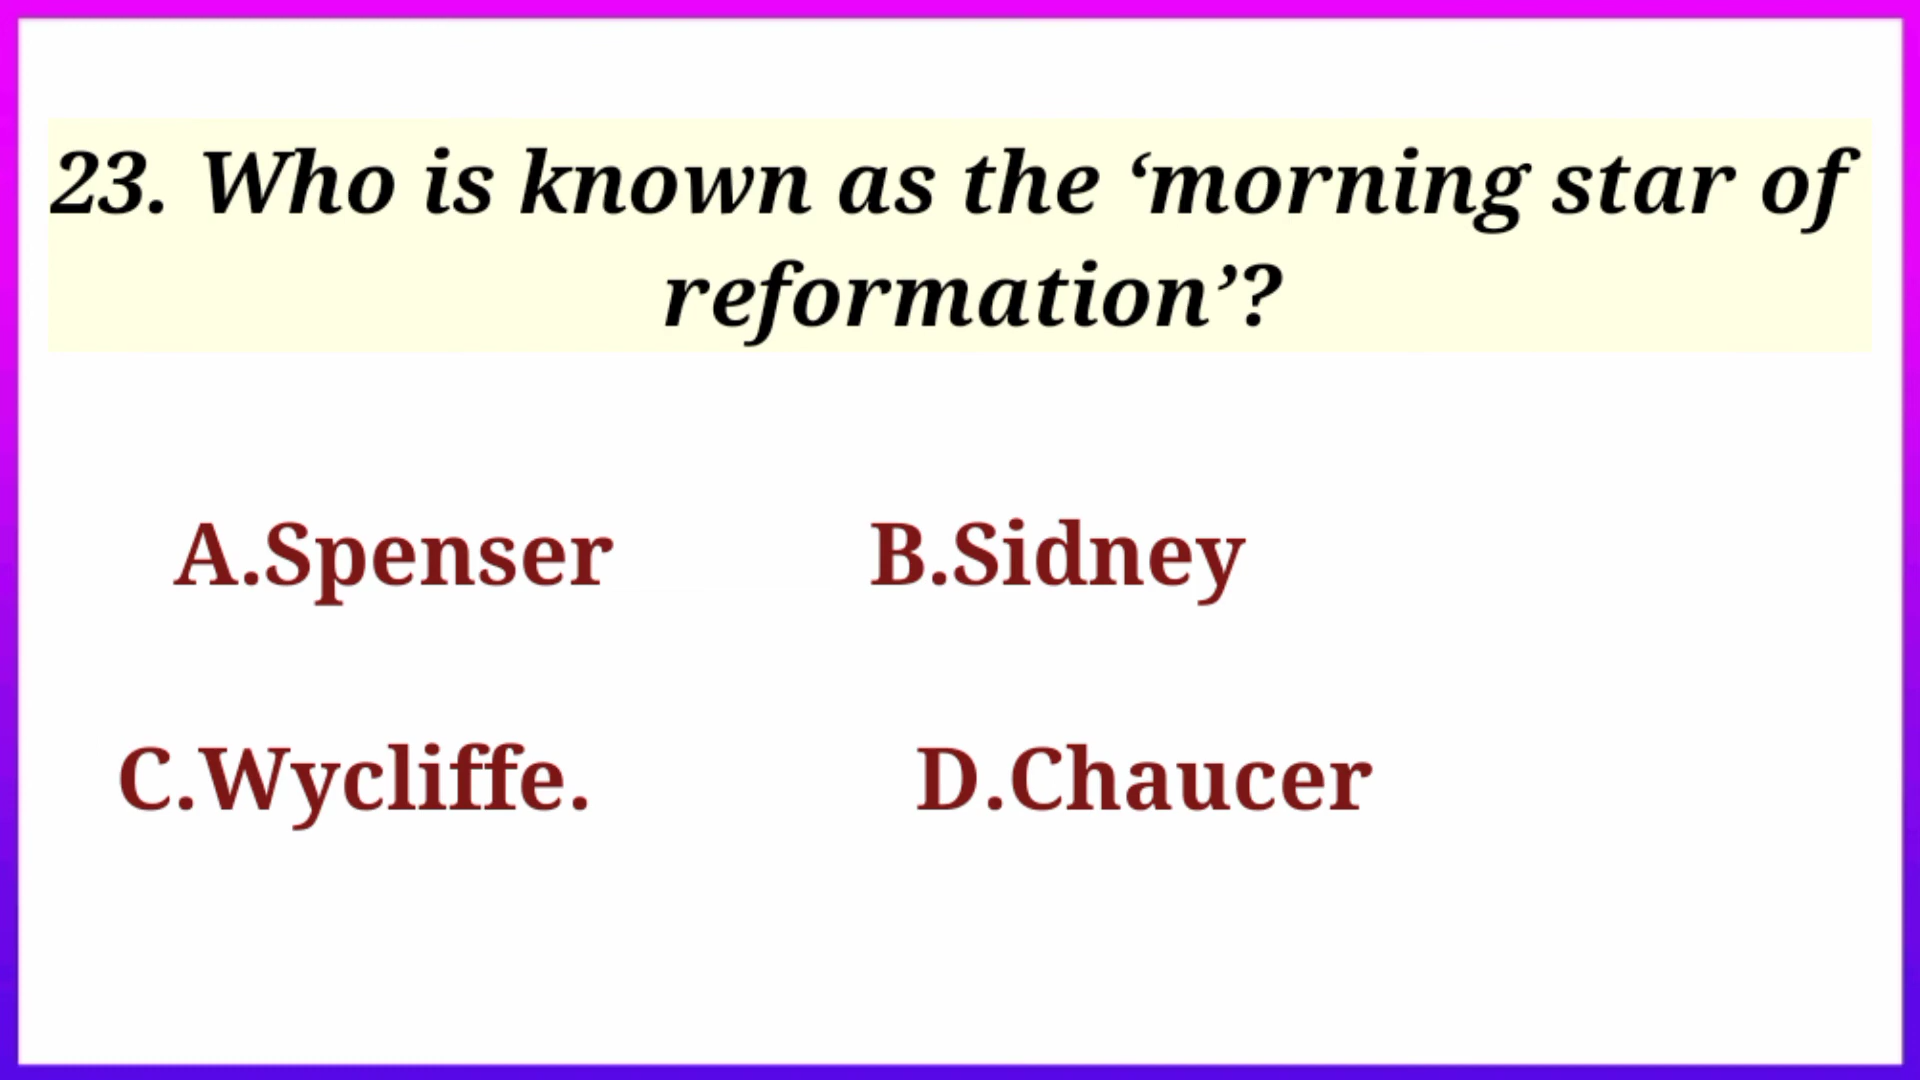 23. Who is known as the ‘morning star of
reformation’?
A.Spenser B.Sidney
C.Wycliffe. D.Chaucer